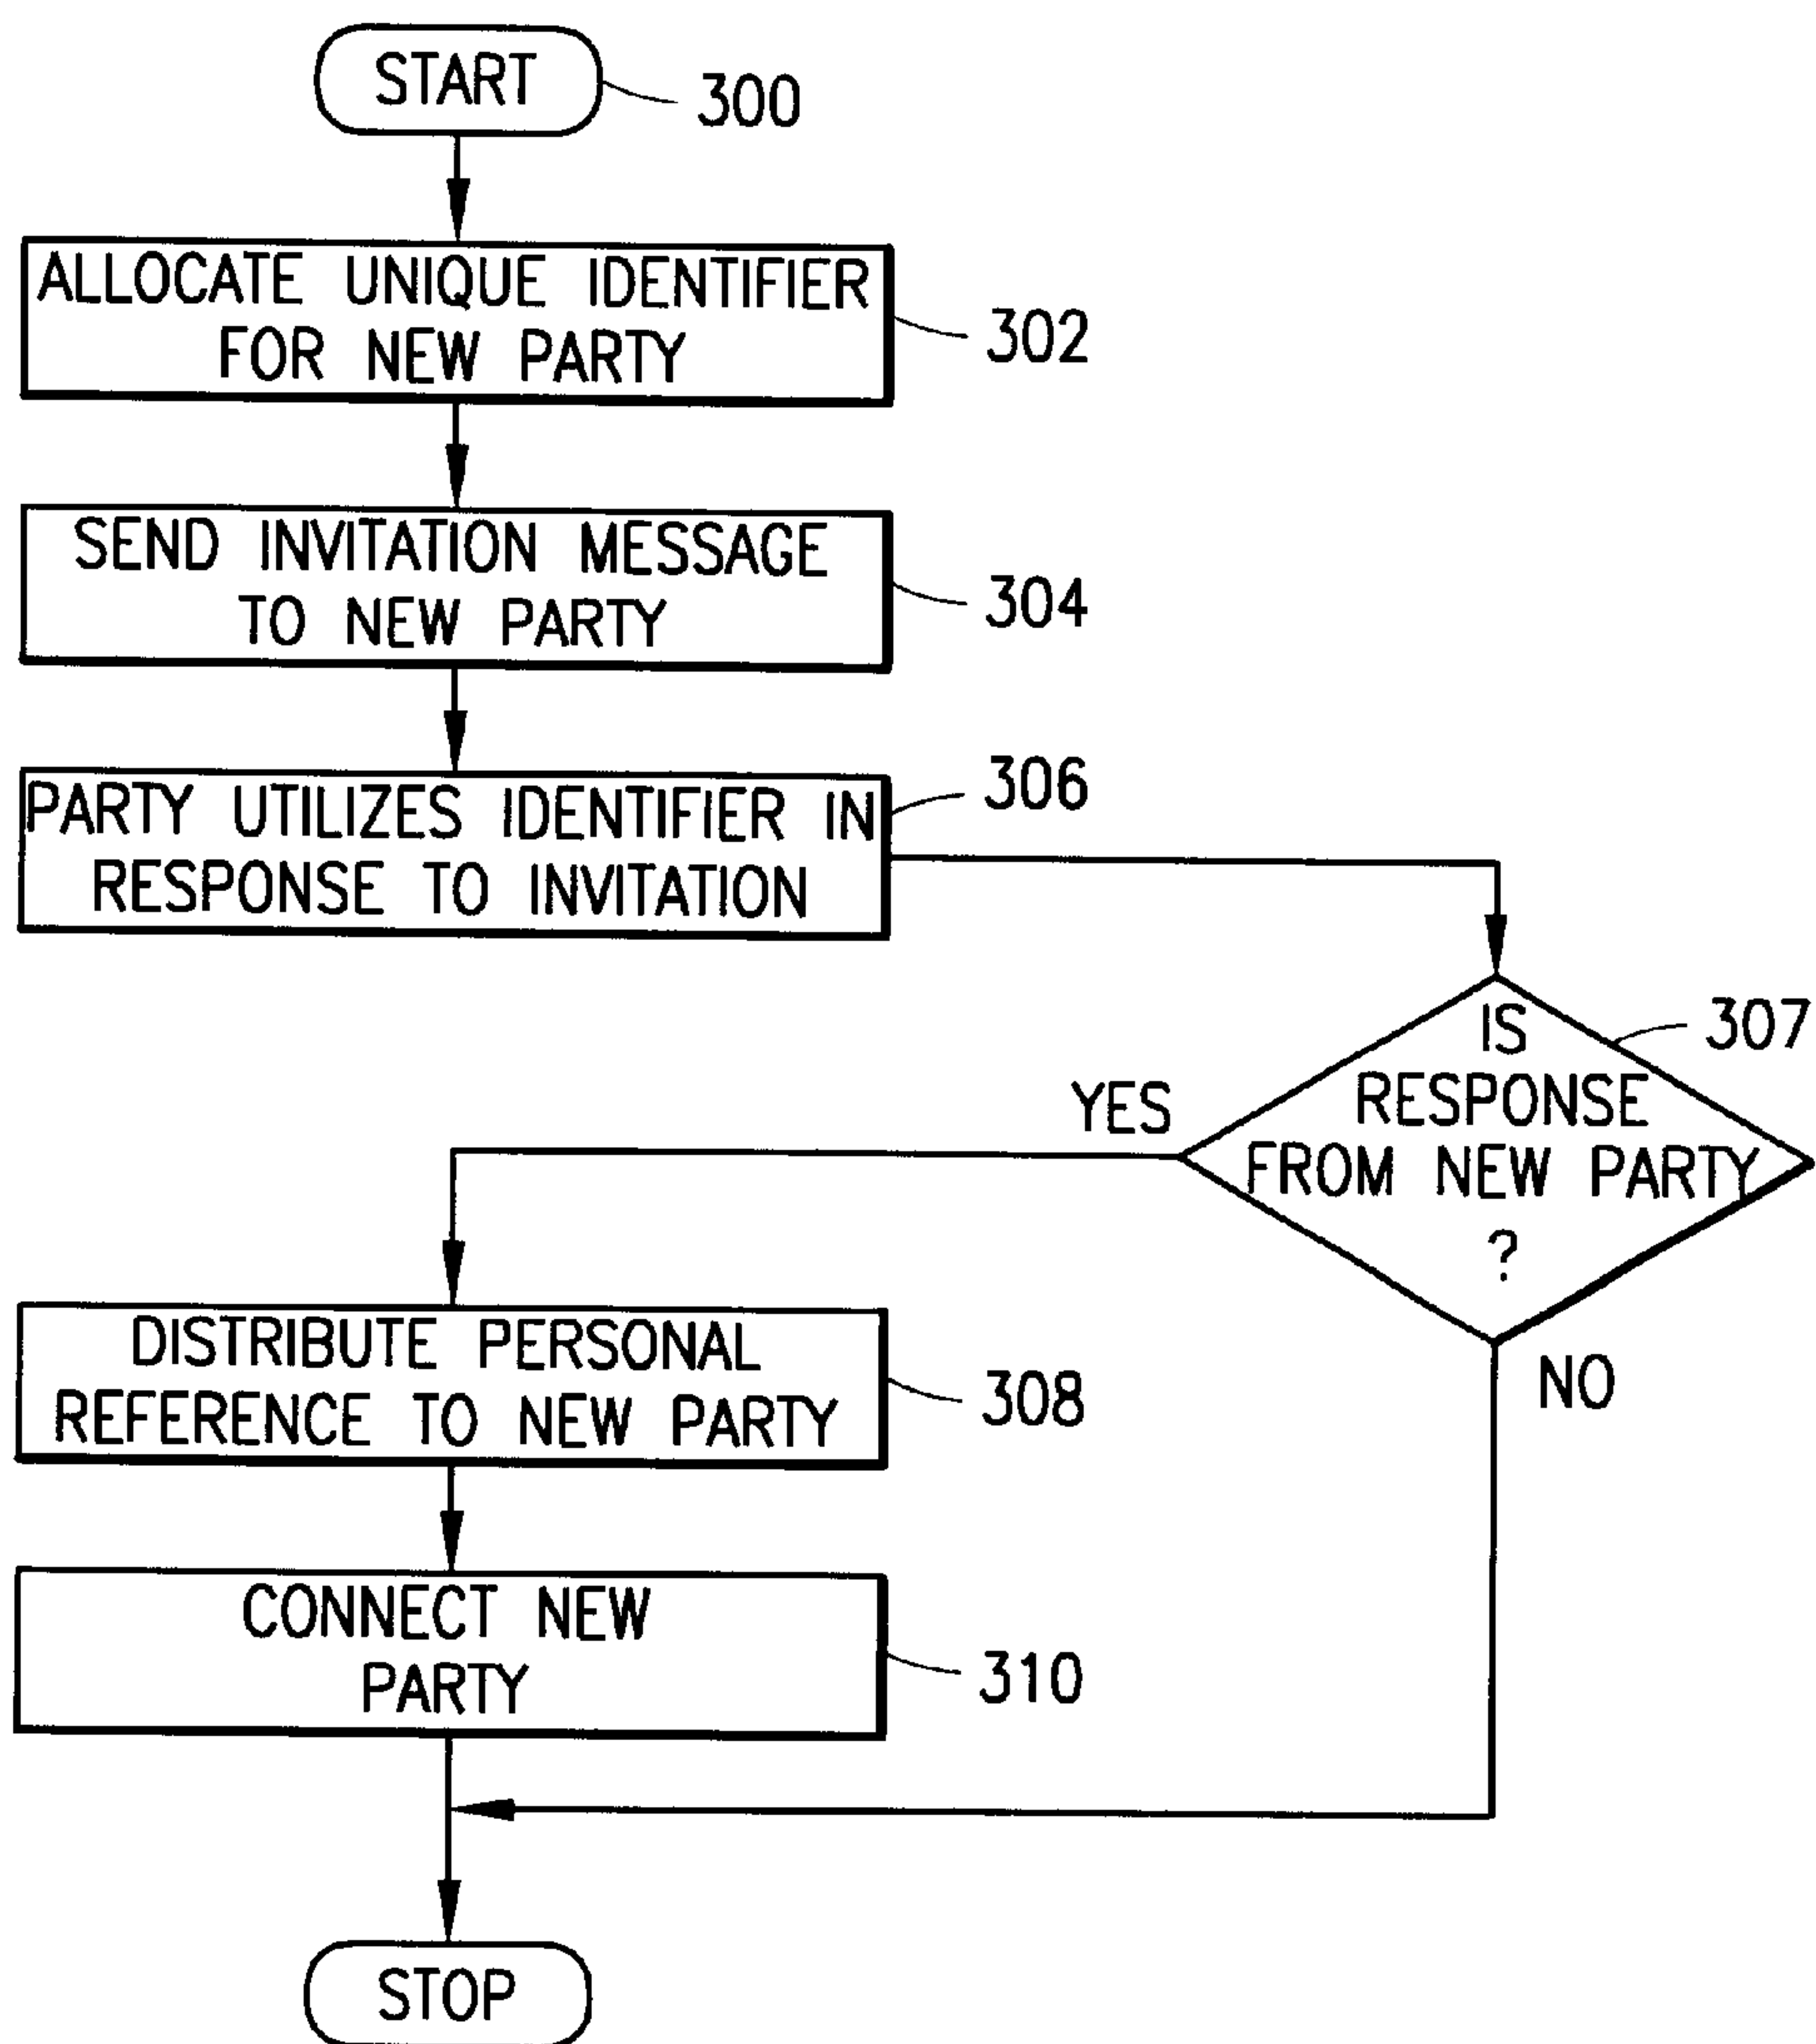 START
300
ALLOCATE UNIQUE IDENTIFIER
FOR NEW PARTY
302
SEND INVITATION MESSAGE
TO NEW PARTY
304
PARTY UTILIZES IDENTIFIER IN
RESPONSE TO INVITATION
306
IS
RESPONSE
FROM NEW PARTY
?
307
YES
NO
DISTRIBUTE PERSONAL
REFERENCE TO NEW PARTY
308
CONNECT NEW
PARTY
310
STOP